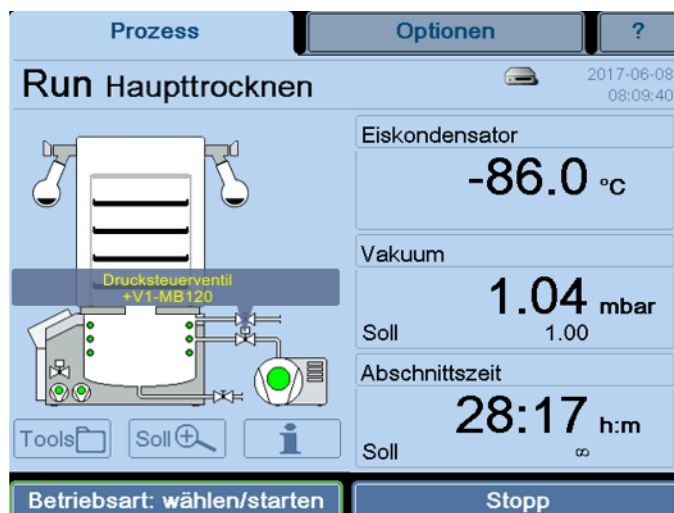 Prozess
Optionen
?
Run Haupttrocknen
2017-06-08
08:09:40
Eiskondensator
-86.0 °C
Drucksteuerventil
+V1-MB120
Vakuum
1.04 mbar
Soll 1.00
Abschnittszeit
28:17 h:m
Soll ∞
Tools
Soll
i
Betriebsart: wählen/starten
Stopp